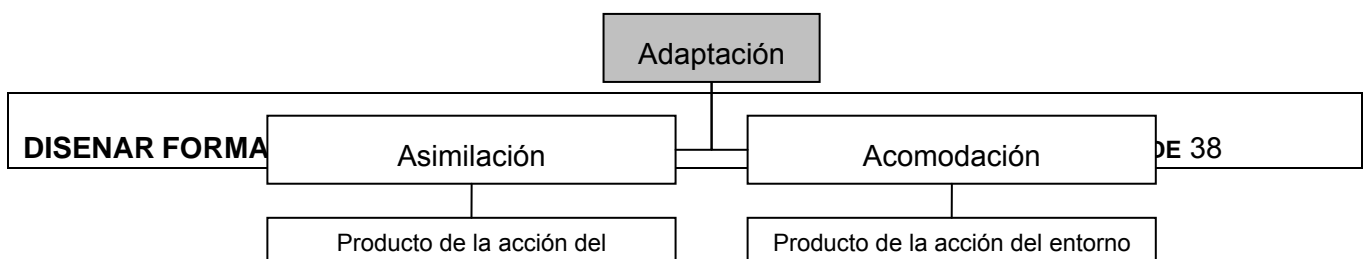 Adaptación
DISENAR FORMA
Asimilación
Acomodación
DE 38
Producto de la acción del
Producto de la acción del entorno